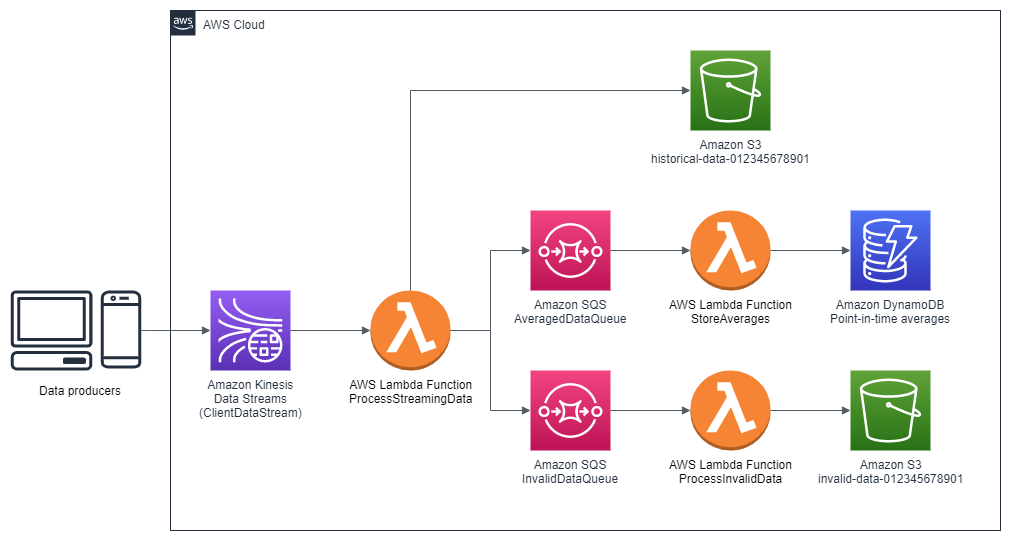 aws
AWS Cloud
Amazon S3
historical-data-012345678901
Amazon SQS
AveragedDataQueue
AWS Lambda Function
StoreAverages
Amazon DynamoDB
Point-in-time averages
Data producers
Amazon Kinesis
Data Streams
(ClientDataStream)
AWS Lambda Function
ProcessStreamingData
Amazon SQS
InvalidDataQueue
AWS Lambda Function
ProcessInvalidData
Amazon S3
invalid-data-012345678901